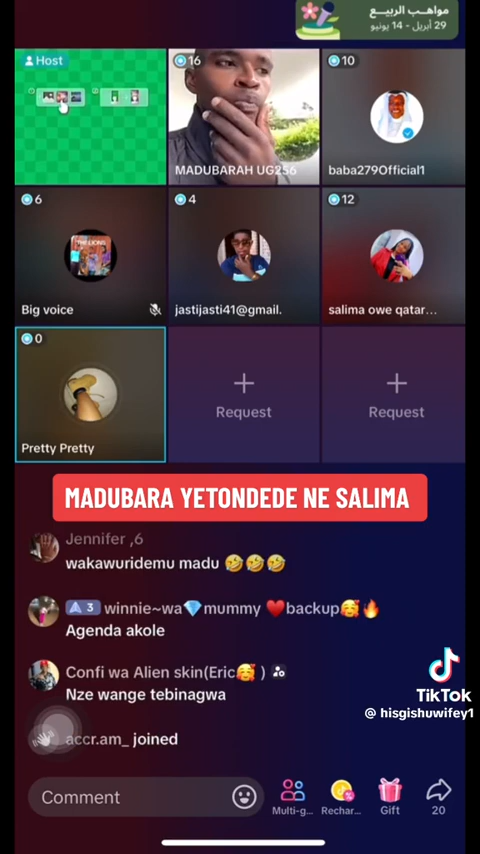 مواهب الربيع
29 أبريل - 14 يونيو
Host
16
MADUBARAH UG256
10
baba279Official1
6
Big voice
4
jastijasti41@gmail.
12
salima owe qatar...
0
Pretty Pretty
Request
Request
MADUBARA YETONDEDE NE SALIMA
Jennifer ,6
wakawuridemu madu 🤣🤣🤣
3 winnie~wa💎mummy ❤️backup🥰🔥
Agenda akole
Confi wa Alien skin(Eric🥰 )
Nze wange tebinagwa
accr.am_ joined
TikTok
@ hisgishuwifey1
Comment
Multi-g...
Rechar...
Gift
20